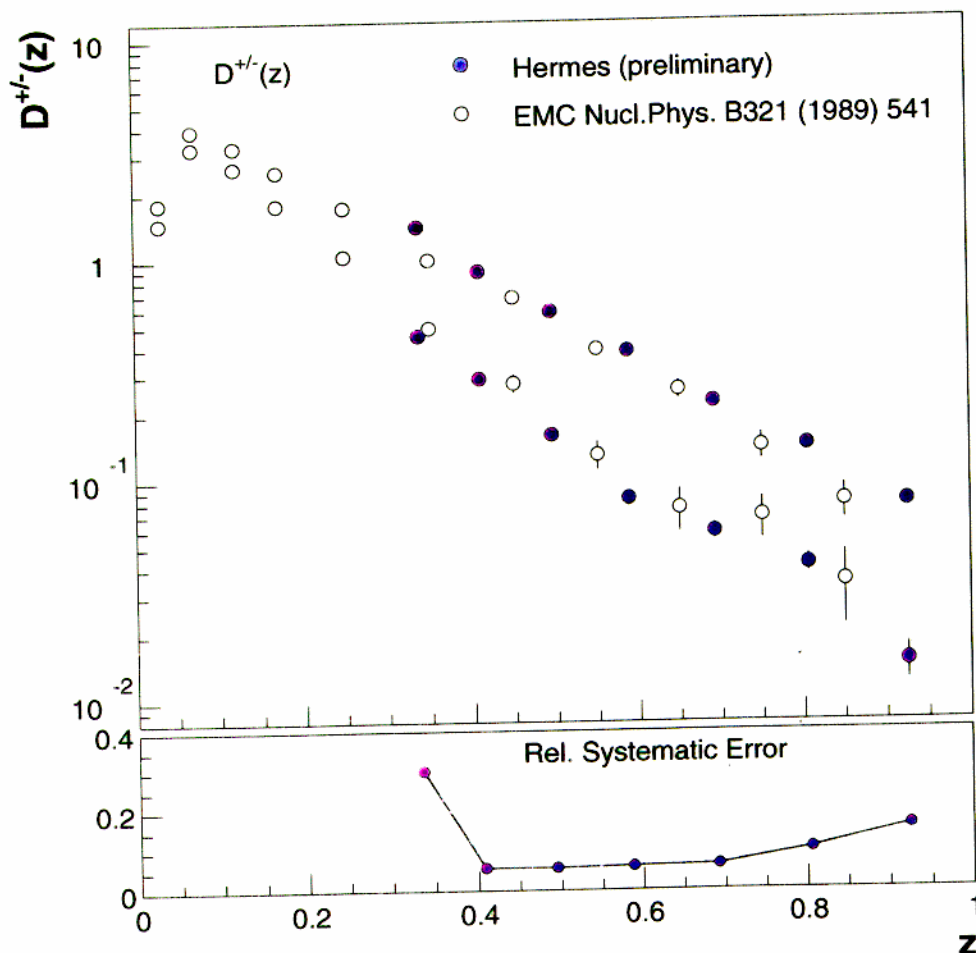 D+/-(z)
10
1
10 -1
10 -2
D+/-(z)
Hermes (preliminary)
EMC Nucl.Phys. B321 (1989) 541
0.4
0.2
0
Rel. Systematic Error
0 0.2 0.4 0.6 0.8 1
z